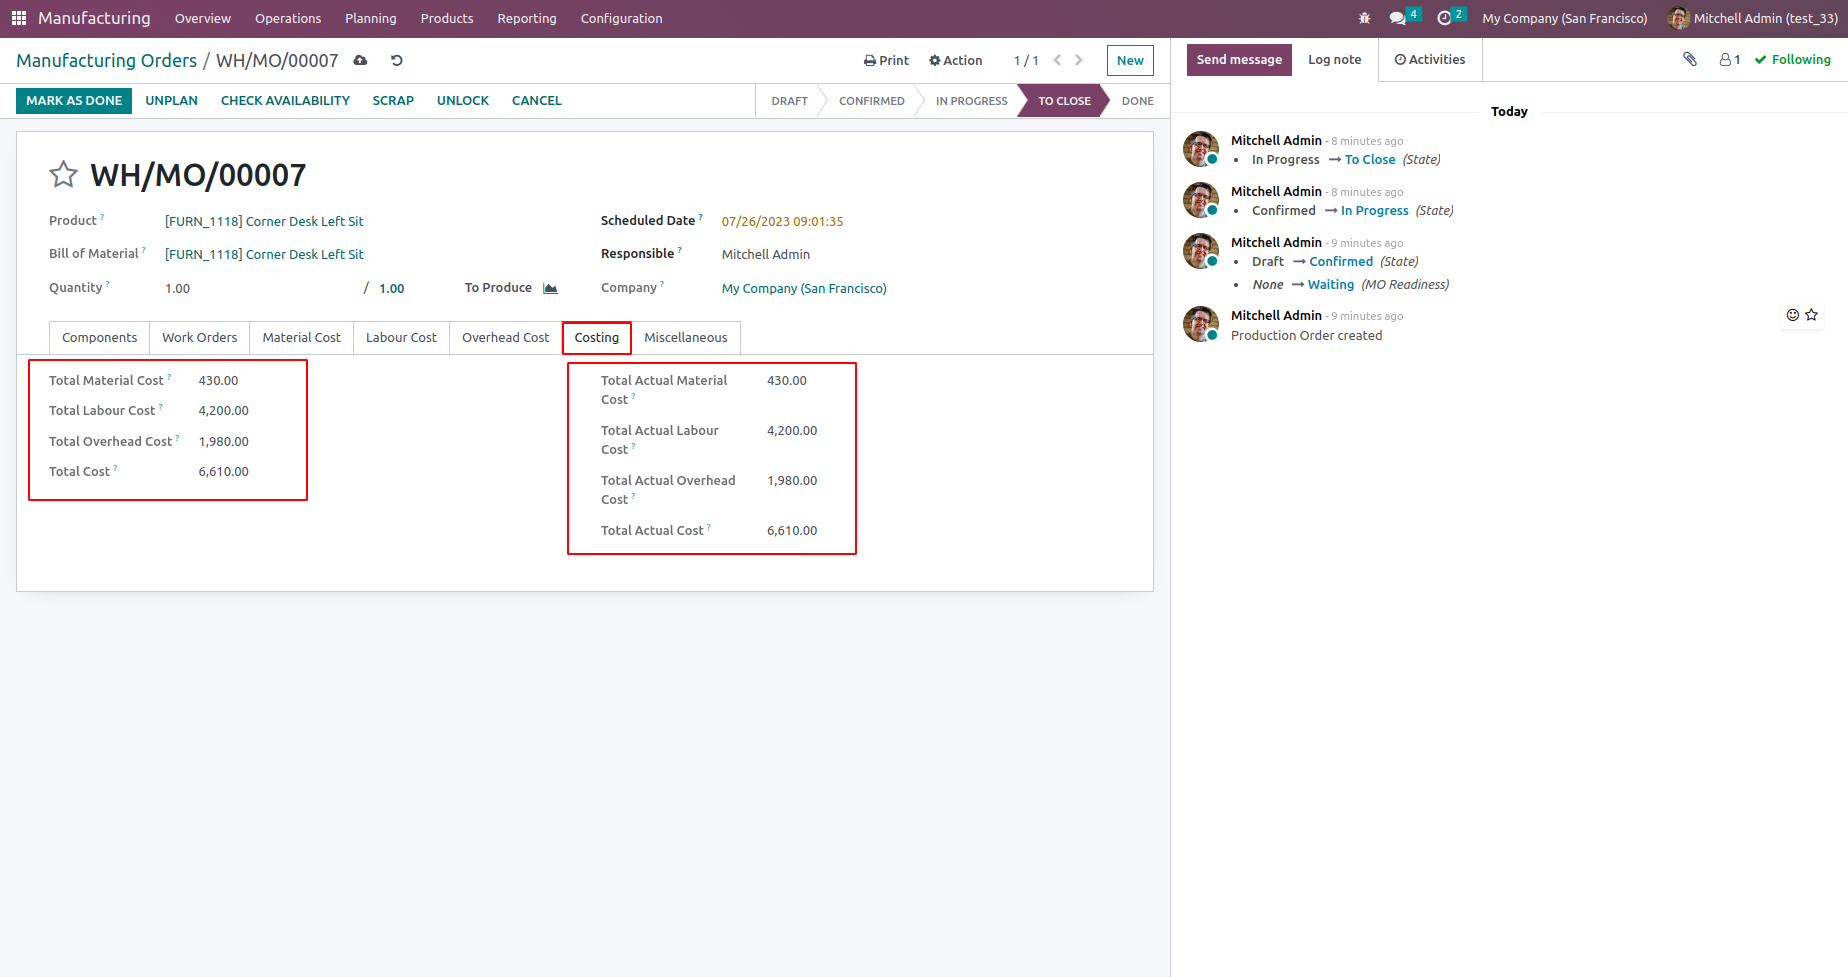 Manufacturing Overview Operations Planning Products Reporting Configuration 4 2 My Company (San Francisco) Mitchell Admin (test_33)
Manufacturing Orders / WH/MO/00007 Print Action 1 / 1 New
Send message Log note Activities 1 Following
MARK AS DONE UNPLAN CHECK AVAILABILITY SCRAP UNLOCK CANCEL DRAFT CONFIRMED IN PROGRESS TO CLOSE DONE
WH/MO/00007
Product ? [FURN_1118] Corner Desk Left Sit Scheduled Date ? 07/26/2023 09:01:35
Bill of Material ? [FURN_1118] Corner Desk Left Sit Responsible ? Mitchell Admin
Quantity ? 1.00 / 1.00 To Produce Company ? My Company (San Francisco)
Components Work Orders Material Cost Labour Cost Overhead Cost Costing Miscellaneous
Total Material Cost ? 430.00
Total Labour Cost ? 4,200.00
Total Overhead Cost ? 1,980.00
Total Cost ? 6,610.00
Total Actual Material 430.00
Cost ?
Total Actual Labour 4,200.00
Cost ?
Total Actual Overhead 1,980.00
Cost ?
Total Actual Cost ? 6,610.00
Today
Mitchell Admin - 8 minutes ago
• In Progress → To Close (State)
Mitchell Admin - 8 minutes ago
• Confirmed → In Progress (State)
Mitchell Admin - 9 minutes ago
• Draft → Confirmed (State)
• None → Waiting (MO Readiness)
Mitchell Admin - 9 minutes ago
Production Order created